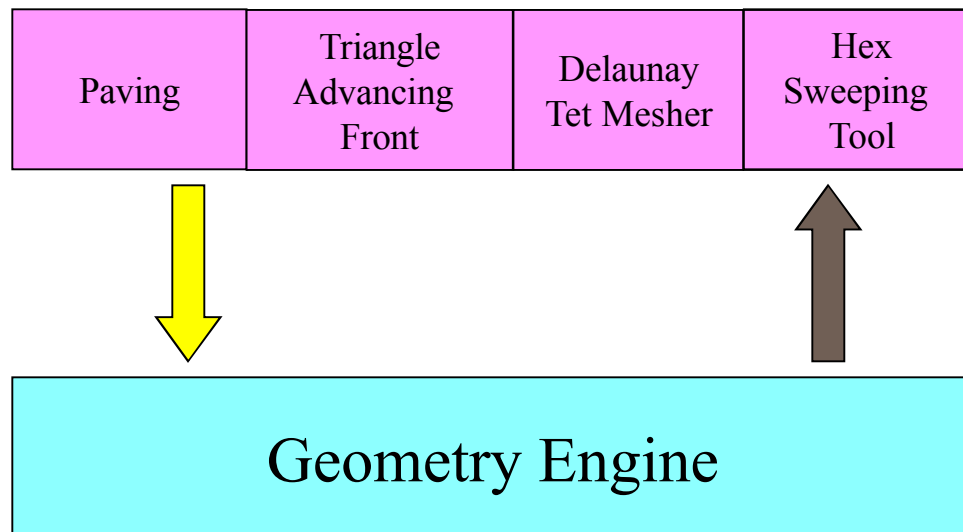 Paving
Triangle
Advancing
Front
Delaunay
Tet Mesher
Hex
Sweeping
Tool
Geometry Engine